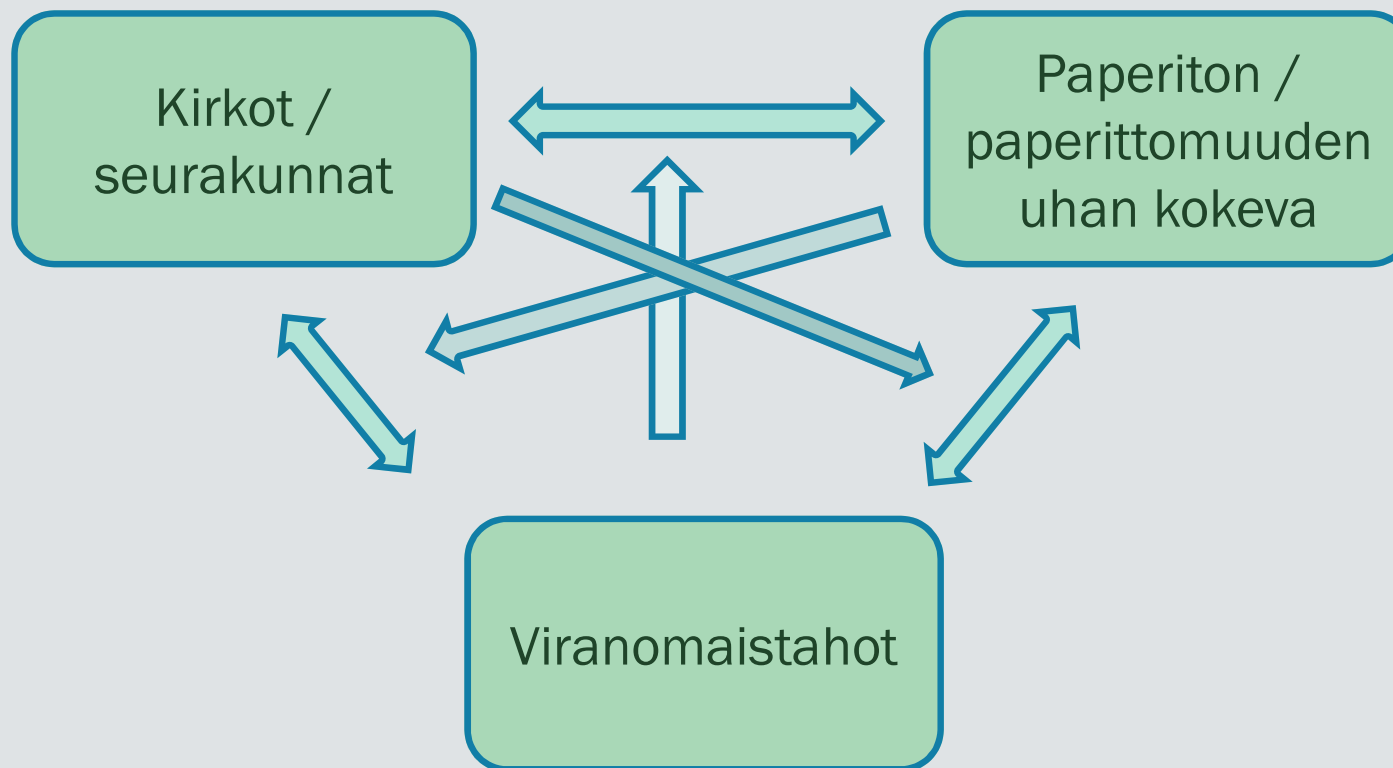 Kirkot /
seurakunnat
Paperiton /
paperittomuuden
uhan kokeva
Viranomaistahot